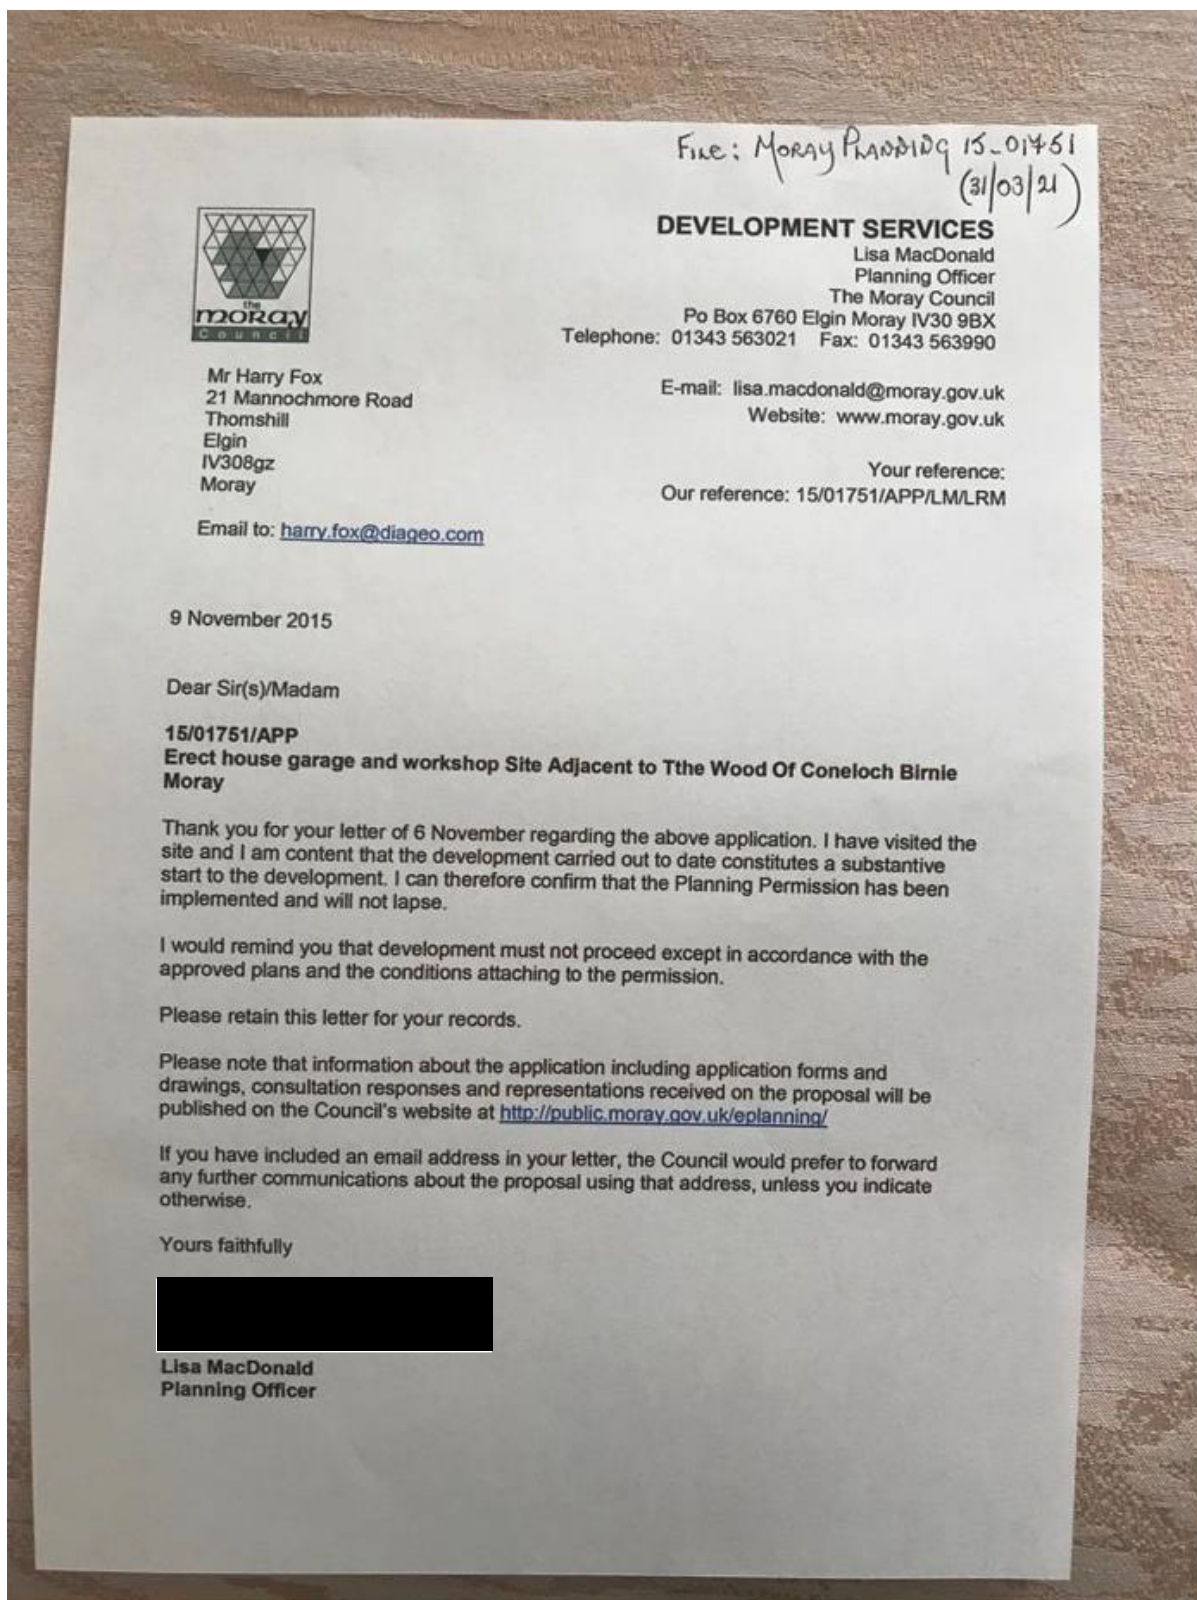 File: Moray Planning 15-01751
(31/03/21)
the
moray
Council
DEVELOPMENT SERVICES
Lisa MacDonald
Planning Officer
The Moray Council
Po Box 6760 Elgin Moray IV30 9BX
Telephone: 01343 563021 Fax: 01343 563990
E-mail: lisa.macdonald@moray.gov.uk
Website: www.moray.gov.uk
Your reference:
Our reference: 15/01751/APP/LM/LRM
Mr Harry Fox
21 Mannochmore Road
Thomshill
Elgin
IV308gz
Moray
Email to: harry.fox@diageo.com
9 November 2015
Dear Sir(s)/Madam
15/01751/APP
Erect house garage and workshop Site Adjacent to Tthe Wood Of Coneloch Birnie
Moray
Thank you for your letter of 6 November regarding the above application. I have visited the
site and I am content that the development carried out to date constitutes a substantive
start to the development. I can therefore confirm that the Planning Permission has been
implemented and will not lapse.
I would remind you that development must not proceed except in accordance with the
approved plans and the conditions attaching to the permission.
Please retain this letter for your records.
Please note that information about the application including application forms and
drawings, consultation responses and representations received on the proposal will be
published on the Council's website at http://public.moray.gov.uk/eplanning/
If you have included an email address in your letter, the Council would prefer to forward
any further communications about the proposal using that address, unless you indicate
otherwise.
Yours faithfully
Lisa MacDonald
Planning Officer